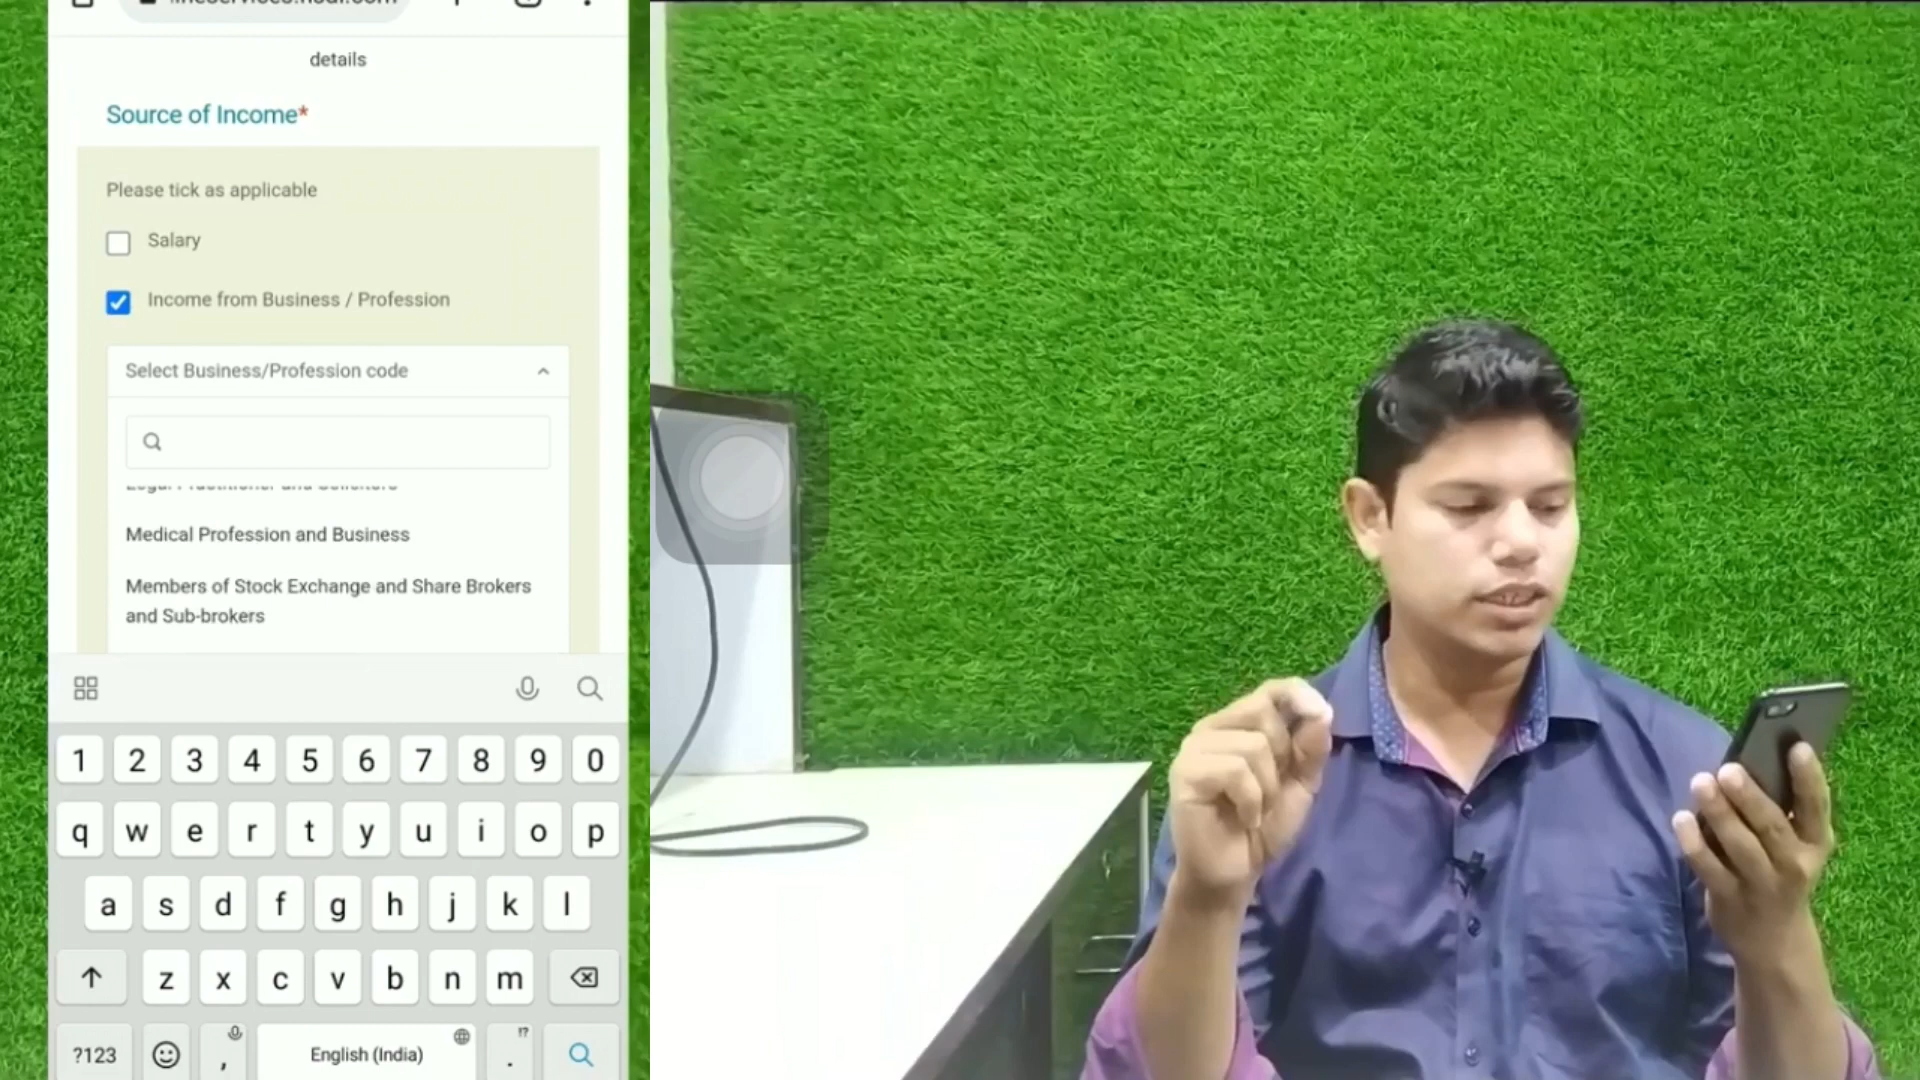 details
Source of Income*
Please tick as applicable
Salary
Income from Business / Profession
Select Business/Profession code
Medical Profession and Business
Members of Stock Exchange and Share Brokers
and Sub-brokers
1 2 3 4 5 6 7 8 9 0
q w e r t y u i o p
a s d f g h j k l
z x c v b n m
?123 , English (India) . !?